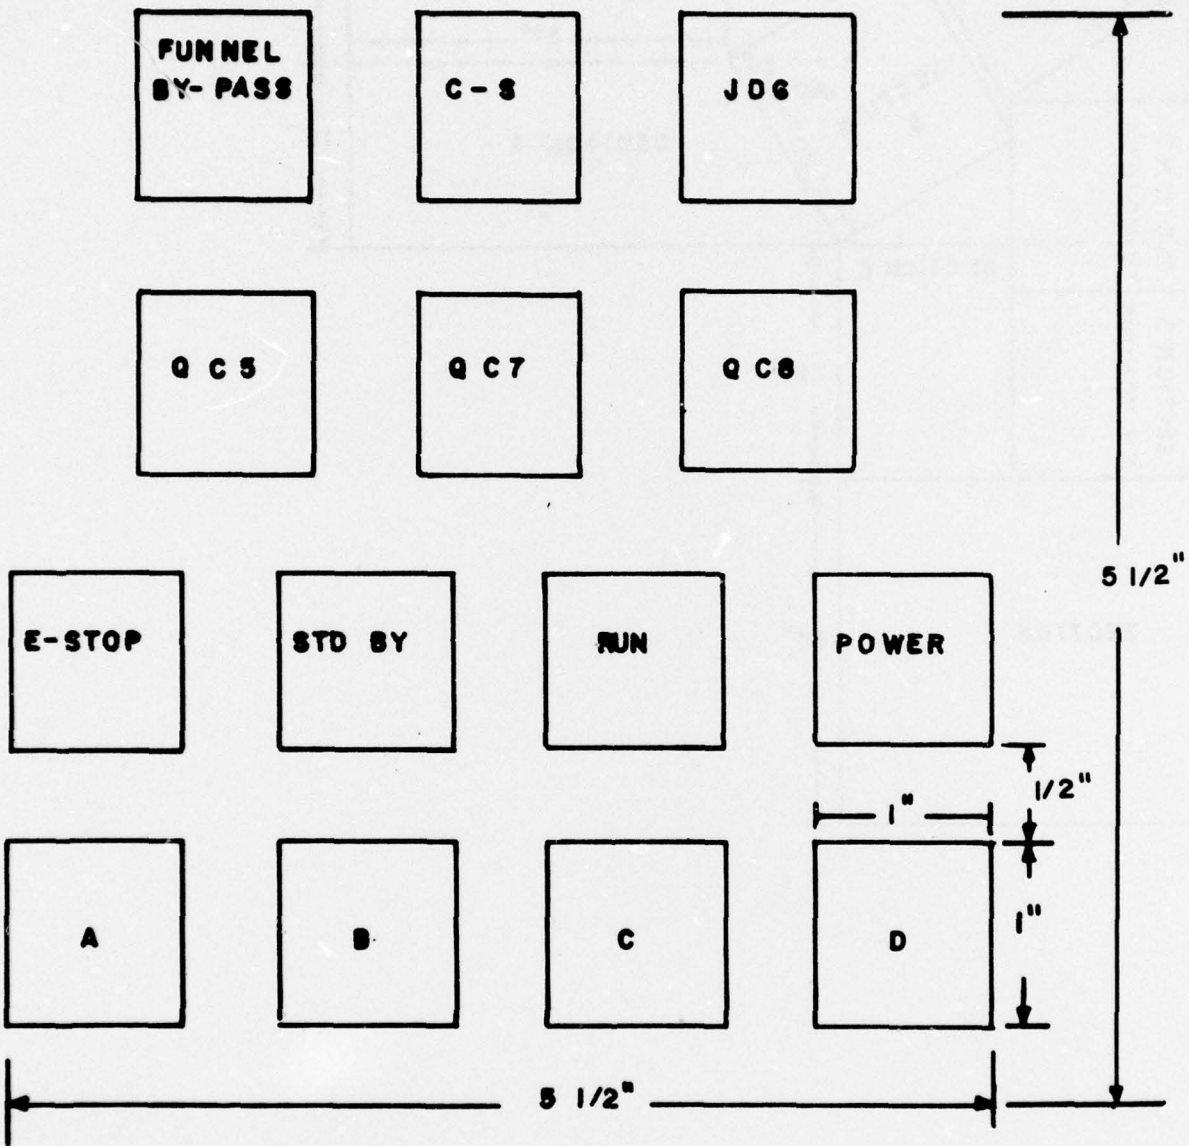 FUNNEL
BY-PASS
C-S
JDG
QC5
QC7
QC8
5 1/2"
E-STOP
STD BY
RUN
POWER
1/2"
1"
1"
A
B
C
D
5 1/2"